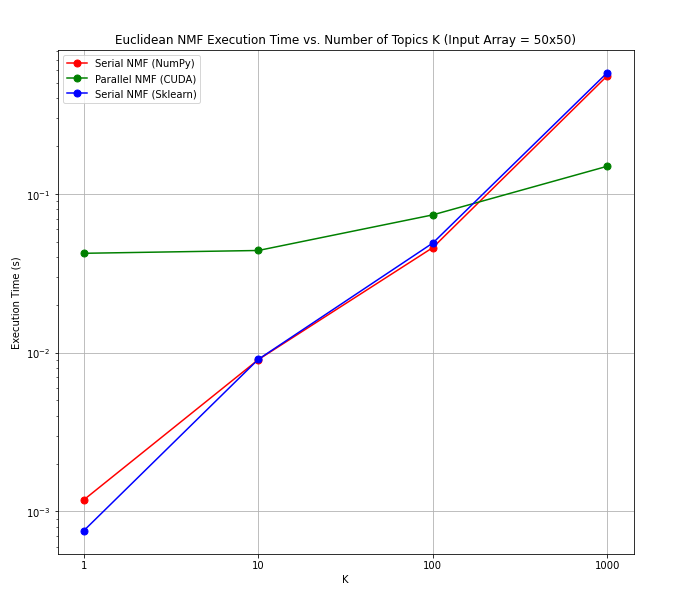 Euclidean NMF Execution Time vs. Number of Topics K (Input Array = 50x50)
Serial NMF (NumPy)
Parallel NMF (CUDA)
Serial NMF (Sklearn)
Execution Time (s)
10⁻¹
10⁻²
10⁻³
1 10 100 1000
K